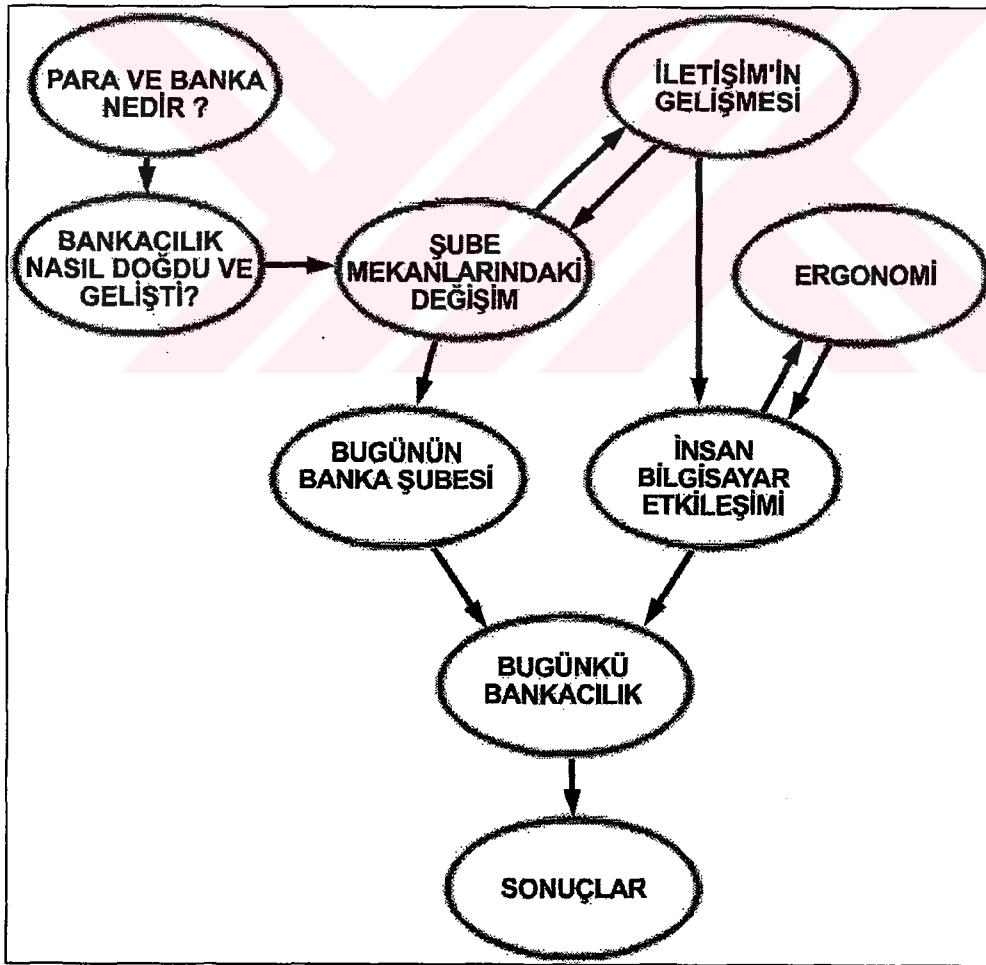 PARA VE BANKA
NEDİR ?
İLETİŞİM'İN
GELİŞMESİ
BANKACILIK
NASIL DOĞDU VE
GELİŞTİ?
ŞUBE
MEKANLARINDAKİ
DEĞİŞİM
ERGONOMİ
BUGÜNÜN
BANKA ŞUBESİ
İNSAN
BİLGİSAYAR
ETKİLEŞİMİ
BUGÜNKÜ
BANKACILIK
SONUÇLAR